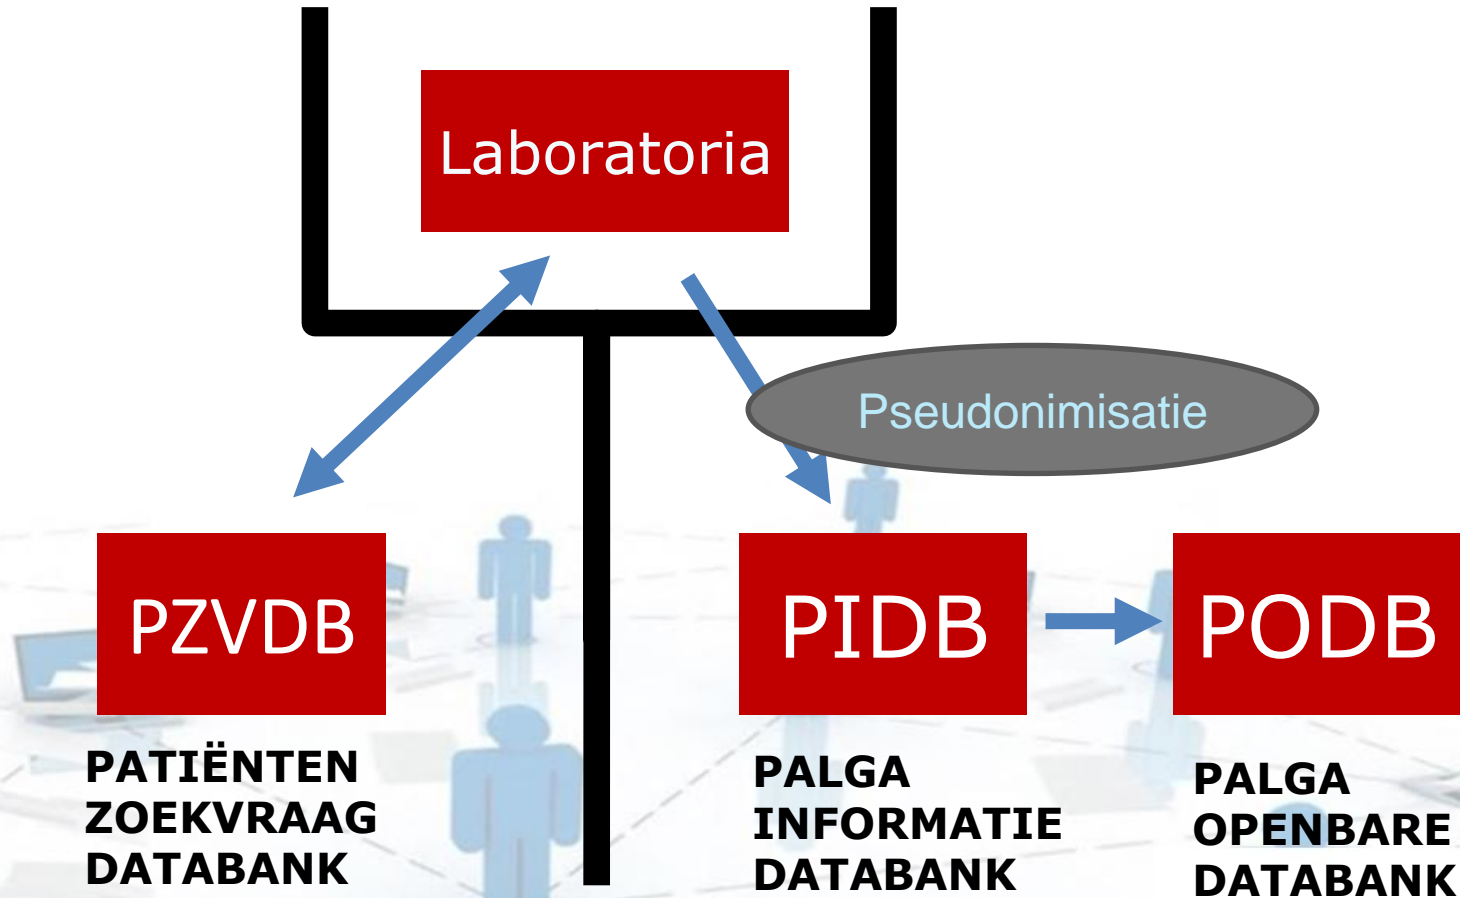 Laboratoria
Pseudonimisatie
PZVDB
PIDB
PODB
PATIËNTEN
ZOEKVRAAG
DATABANK
PALGA
INFORMATIE
DATABANK
PALGA
OPENBARE
DATABANK